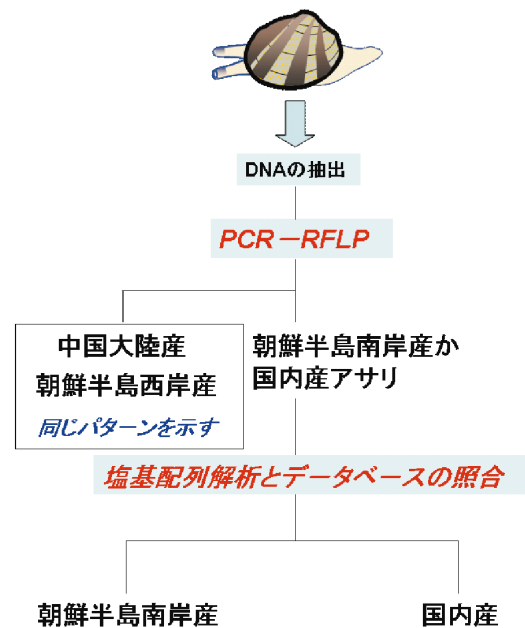 DNAの抽出
PCR－RFLP
中国大陸産
朝鮮半島西岸産
同じパターンを示す
朝鮮半島南岸産か
国内産アサリ
塩基配列解析とデータベースの照合
朝鮮半島南岸産
国内産